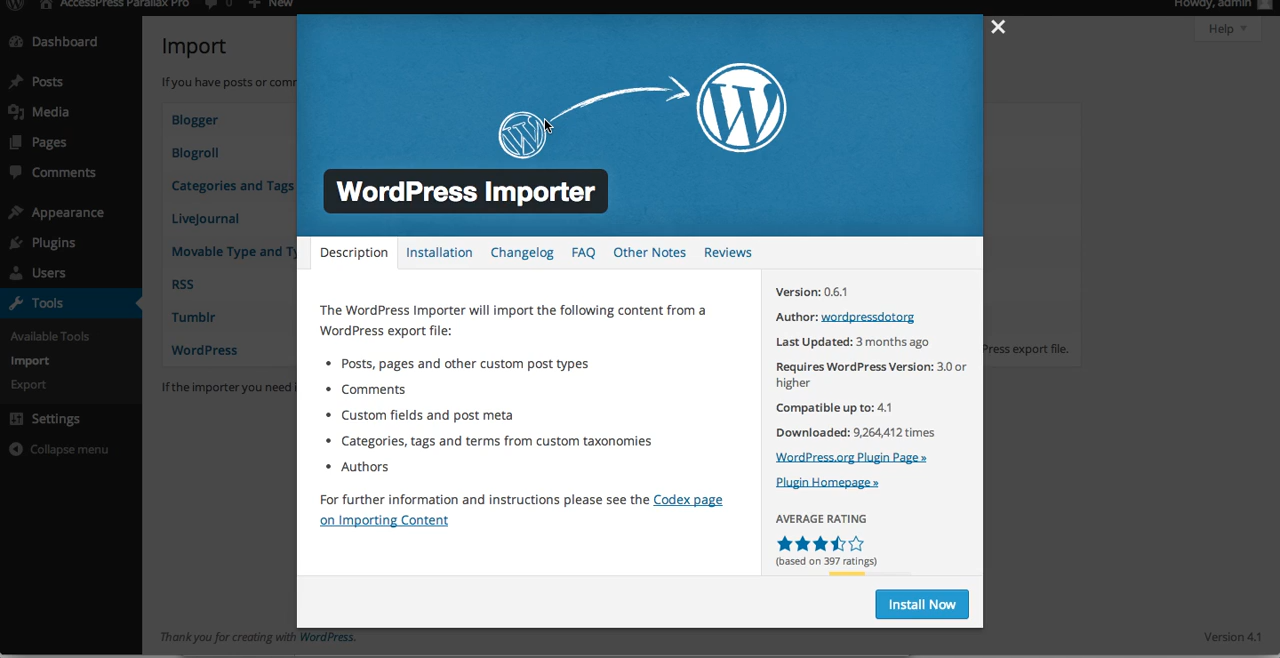 AccessPress Parallax Pro 0 New Howdy, admin
Dashboard
Posts
Media
Pages
Comments
Appearance
Plugins
Users
Tools
Available Tools
Import
Export
Settings
Collapse menu
Import
Help
If you have posts or
Blogger
Blogroll
Categories and Tags
LiveJournal
Movable Type and
RSS
Tumblr
WordPress
Press export file.
If the importer you need
WordPress Importer
Description Installation Changelog FAQ Other Notes Reviews
The WordPress Importer will import the following content from a
WordPress export file:
• Posts, pages and other custom post types
• Comments
• Custom fields and post meta
• Categories, tags and terms from custom taxonomies
• Authors
For further information and instructions please see the Codex page
on Importing Content
Version: 0.6.1
Author: wordpressdotorg
Last Updated: 3 months ago
Requires WordPress Version: 3.0 or
higher
Compatible up to: 4.1
Downloaded: 9,264,412 times
WordPress.org Plugin Page »
Plugin Homepage »
AVERAGE RATING
(based on 397 ratings)
Install Now
Thank you for creating with WordPress.
Version 4.1